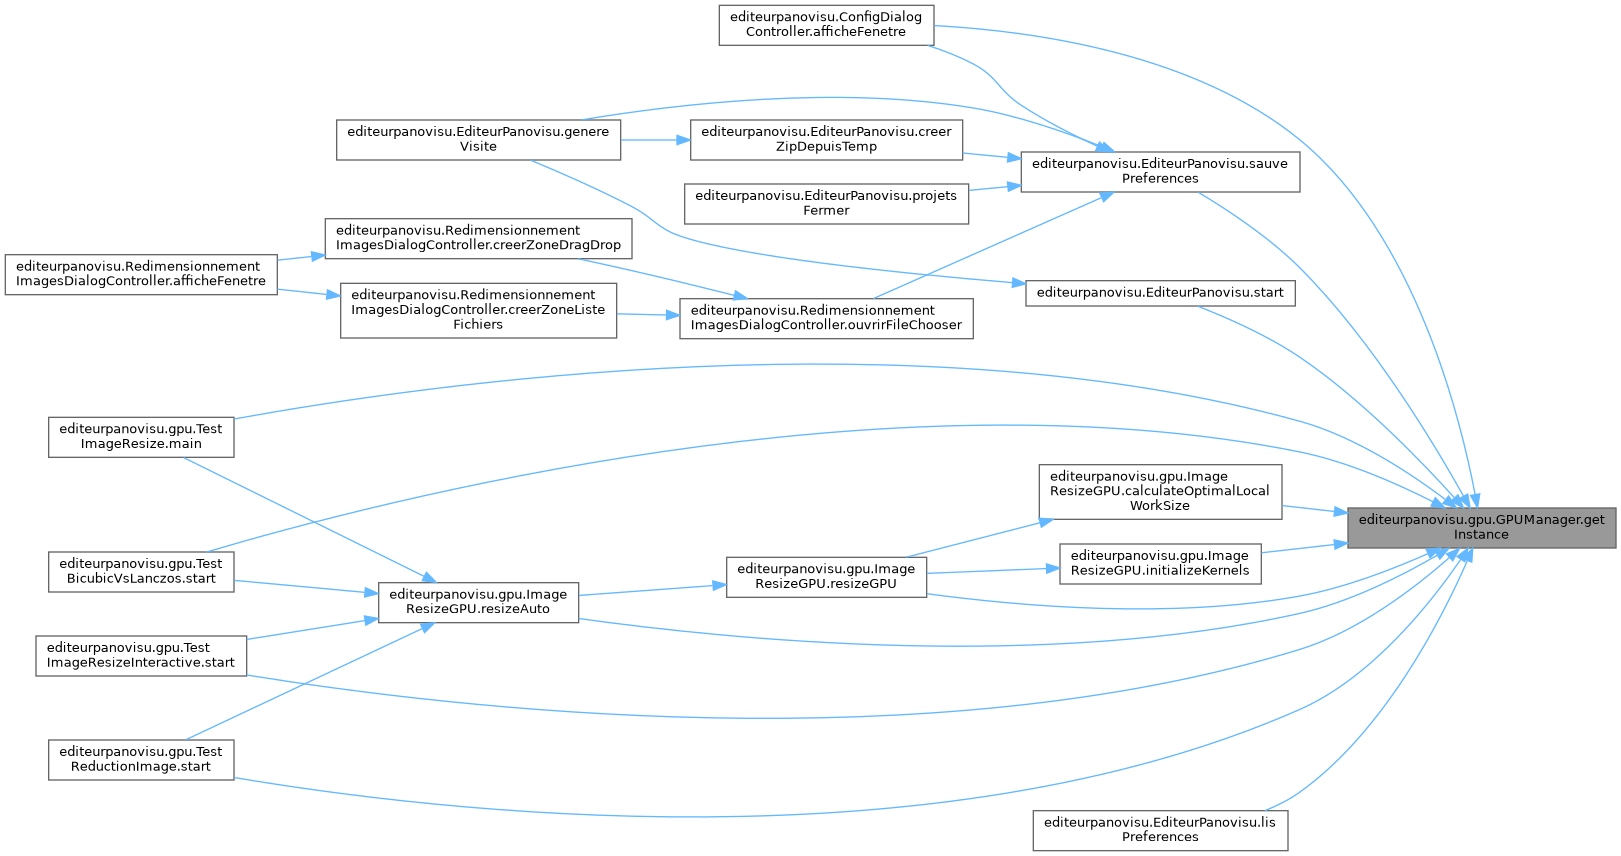 editeurpanovisu.ConfigDialog
Controller.afficheFenetre
editeurpanovisu.EditeurPanovisu.genere
Visite
editeurpanovisu.EditeurPanovisu.creer
ZipDepuisTemp
editeurpanovisu.EditeurPanovisu.sauve
Preferences
editeurpanovisu.EditeurPanovisu.projets
Fermer
editeurpanovisu.Redimensionnement
ImagesDialogController.creerZoneDragDrop
editeurpanovisu.Redimensionnement
ImagesDialogController.afficheFenetre
editeurpanovisu.Redimensionnement
ImagesDialogController.creerZoneListe
Fichiers
editeurpanovisu.Redimensionnement
ImagesDialogController.ouvrirFileChooser
editeurpanovisu.EditeurPanovisu.start
editeurpanovisu.gpu.Test
ImageResize.main
editeurpanovisu.gpu.Image
ResizeGPU.calculateOptimalLocal
WorkSize
editeurpanovisu.gpu.GPUManager.get
Instance
editeurpanovisu.gpu.Test
BicubicVsLanczos.start
editeurpanovisu.gpu.Image
ResizeGPU.initializeKernels
editeurpanovisu.gpu.Image
ResizeGPU.resizeGPU
editeurpanovisu.gpu.Image
ResizeGPU.resizeAuto
editeurpanovisu.gpu.Test
ImageResizeInteractive.start
editeurpanovisu.gpu.Test
ReductionImage.start
editeurpanovisu.EditeurPanovisu.lis
Preferences